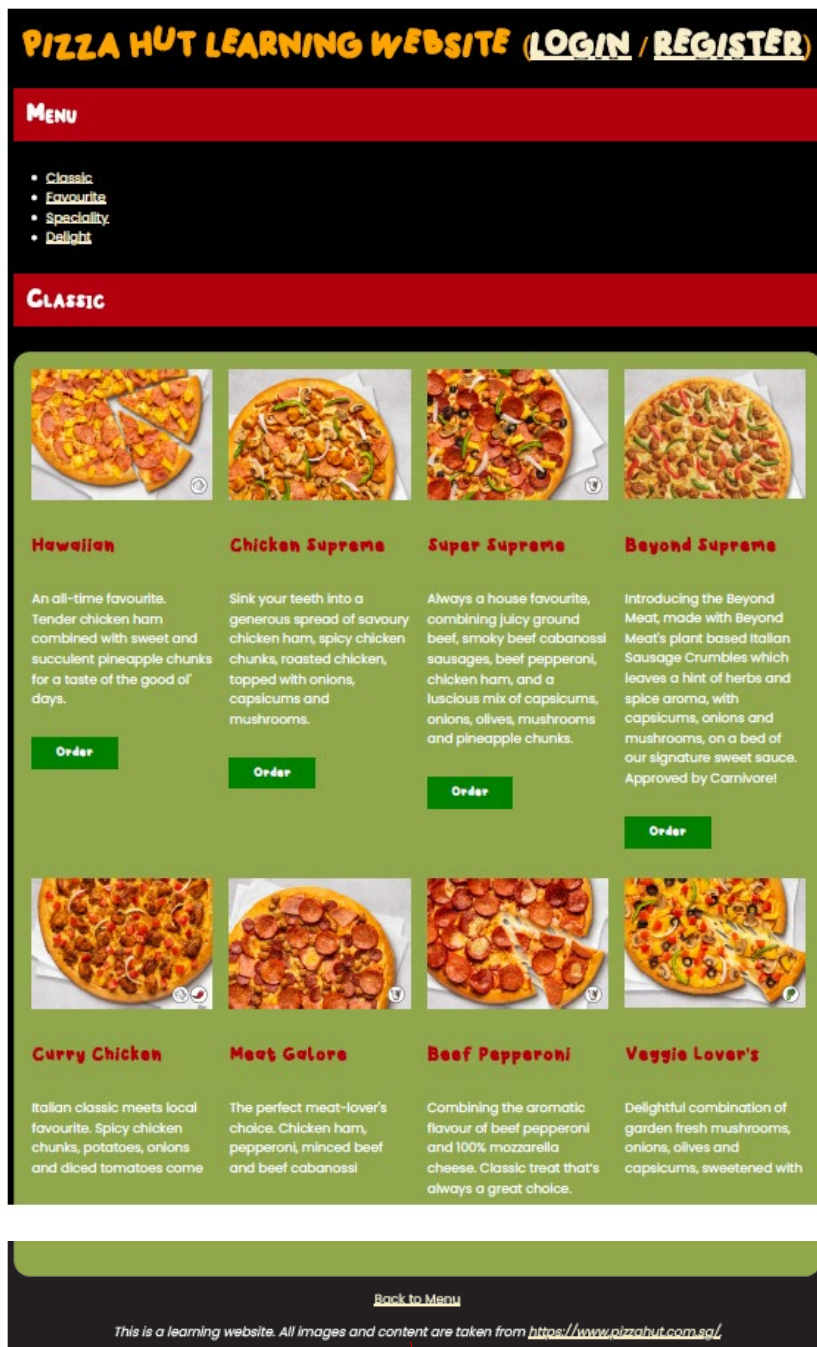 PIZZA HUT LEARNING WEBSITE (LOGIN / REGISTER)
MENU
Classic
Favourite
Speciality
Delight
CLASSIC
Hawaiian
An all-time favourite.
Tender chicken ham
combined with sweet and
succulent pineapple chunks
for a taste of the good ol'
days.
Order
Chicken Supreme
Sink your teeth into a
generous spread of savoury
chicken ham, spicy chicken
chunks, roasted chicken,
topped with onions,
capsicums and
mushrooms.
Order
Super Supreme
Always a house favourite,
combining juicy ground
beef, smoky beef cabanossi
sausages, beef pepperoni,
chicken ham, and a
luscious mix of capsicums,
onions, olives, mushrooms
and pineapple chunks.
Order
Beyond Supreme
Introducing the Beyond
Meat, made with Beyond
Meat's plant based Italian
Sausage Crumbles which
leaves a hint of herbs and
spice aroma, with
capsicums, onions and
mushrooms, on a bed of
our signature sweet sauce.
Approved by Carnivore!
Order
Curry Chicken
Italian classic meets local
favourite. Spicy chicken
chunks, potatoes, onions
and diced tomatoes come
Meat Galore
The perfect meat-lover's
choice. Chicken ham,
pepperoni, minced beef
and beef cabanossi
Beef Pepperoni
Combining the aromatic
flavour of beef pepperoni
and 100% mozzarella
cheese. Classic treat that's
always a great choice.
Veggie Lover's
Delightful combination of
garden fresh mushrooms,
onions, olives and
capsicums, sweetened with
Back to Menu
This is a learning website. All images and content are taken from https://www.pizzahut.com.sg/.